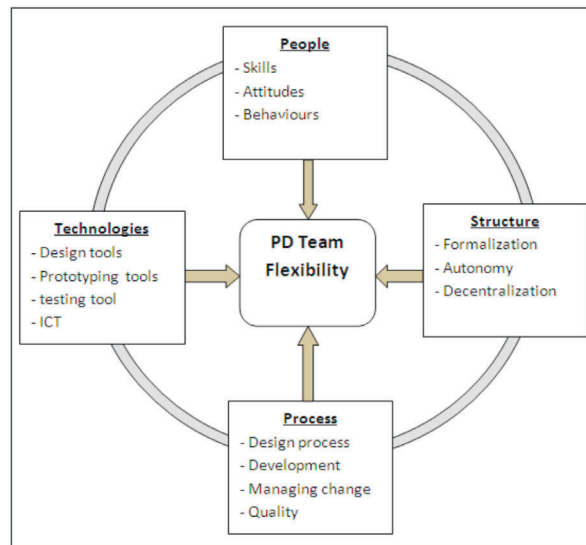 People
- Skills
- Attitudes
- Behaviours
Technologies
- Design tools
- Prototyping tools
- testing tool
- ICT
PD Team
Flexibility
Structure
- Formalization
- Autonomy
- Decentralization
Process
- Design process
- Development
- Managing change
- Quality